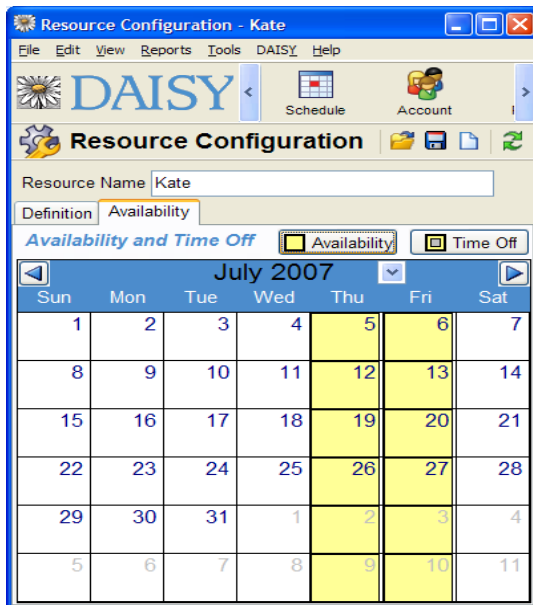 Resource Configuration - Kate
File Edit View Reports Tools DAISY Help
DAISY
Schedule Account
Resource Configuration
Resource Name Kate
Definition Availability
Availability and Time Off Availability Time Off
July 2007
Sun Mon Tue Wed Thu Fri Sat
1 2 3 4 5 6 7
8 9 10 11 12 13 14
15 16 17 18 19 20 21
22 23 24 25 26 27 28
29 30 31 1 2 3 4
5 6 7 8 9 10 11